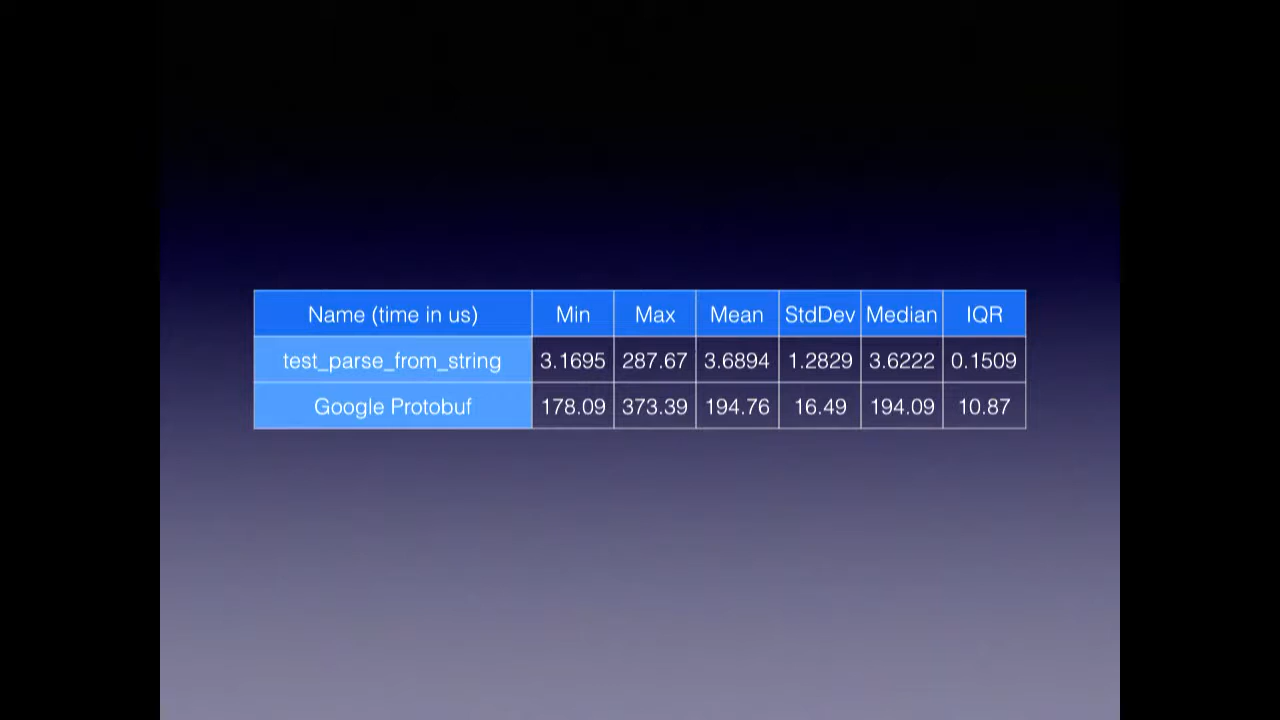 Name (time in us) Min Max Mean StdDev Median IQR
test_parse_from_string 3.1695 287.67 3.6894 1.2829 3.6222 0.1509
Google Protobuf 178.09 373.39 194.76 16.49 194.09 10.87